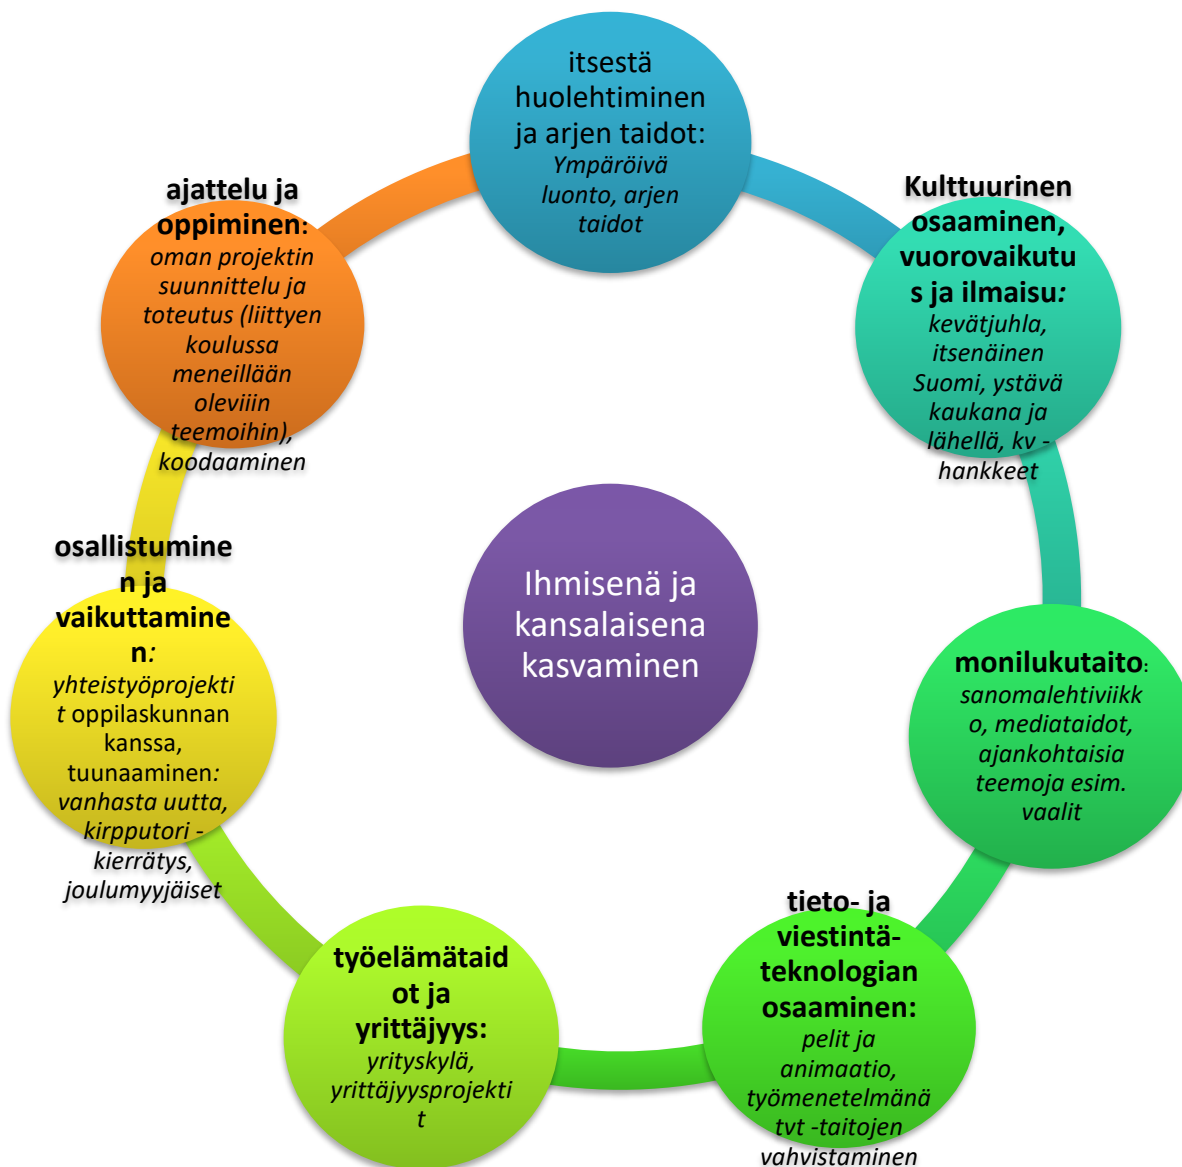 itsestä
huolehtiminen
ja arjen taidot:
Ympäröivä
luonto, arjen
taidot
Kulttuurinen
osaaminen,
vuorovaikutu
s ja ilmaisu:
kevätjuhla,
itsenäinen
Suomi, ystävä
kaukana ja
lähellä, kv -
hankkeet
monilukutaito:
sanomalehtiviikk
o, mediataidot,
ajankohtaisia
teemoja esim.
vaalit
tieto- ja
viestintä-
teknologian
osaaminen:
pelit ja
animaatio,
työmenetelmänä
tvt -taitojen
vahvistaminen
työelämätaid
ot ja
yrittäjyys:
yrityskylä,
yrittäjyysprojekti
t
osallistumine
n ja
vaikuttamine
n:
yhteistyöprojekti
t oppilaskunnan
kanssa,
tuunaaminen:
vanhasta uutta,
kirpputori -
kierrätys,
joulumyyjäiset
ajattelu ja
oppiminen:
oman projektin
suunnittelu ja
toteutus (liittyen
koulussa
meneillään
oleviiin
teemoihin),
koodaaminen
Ihmisenä ja
kansalaisena
kasvaminen